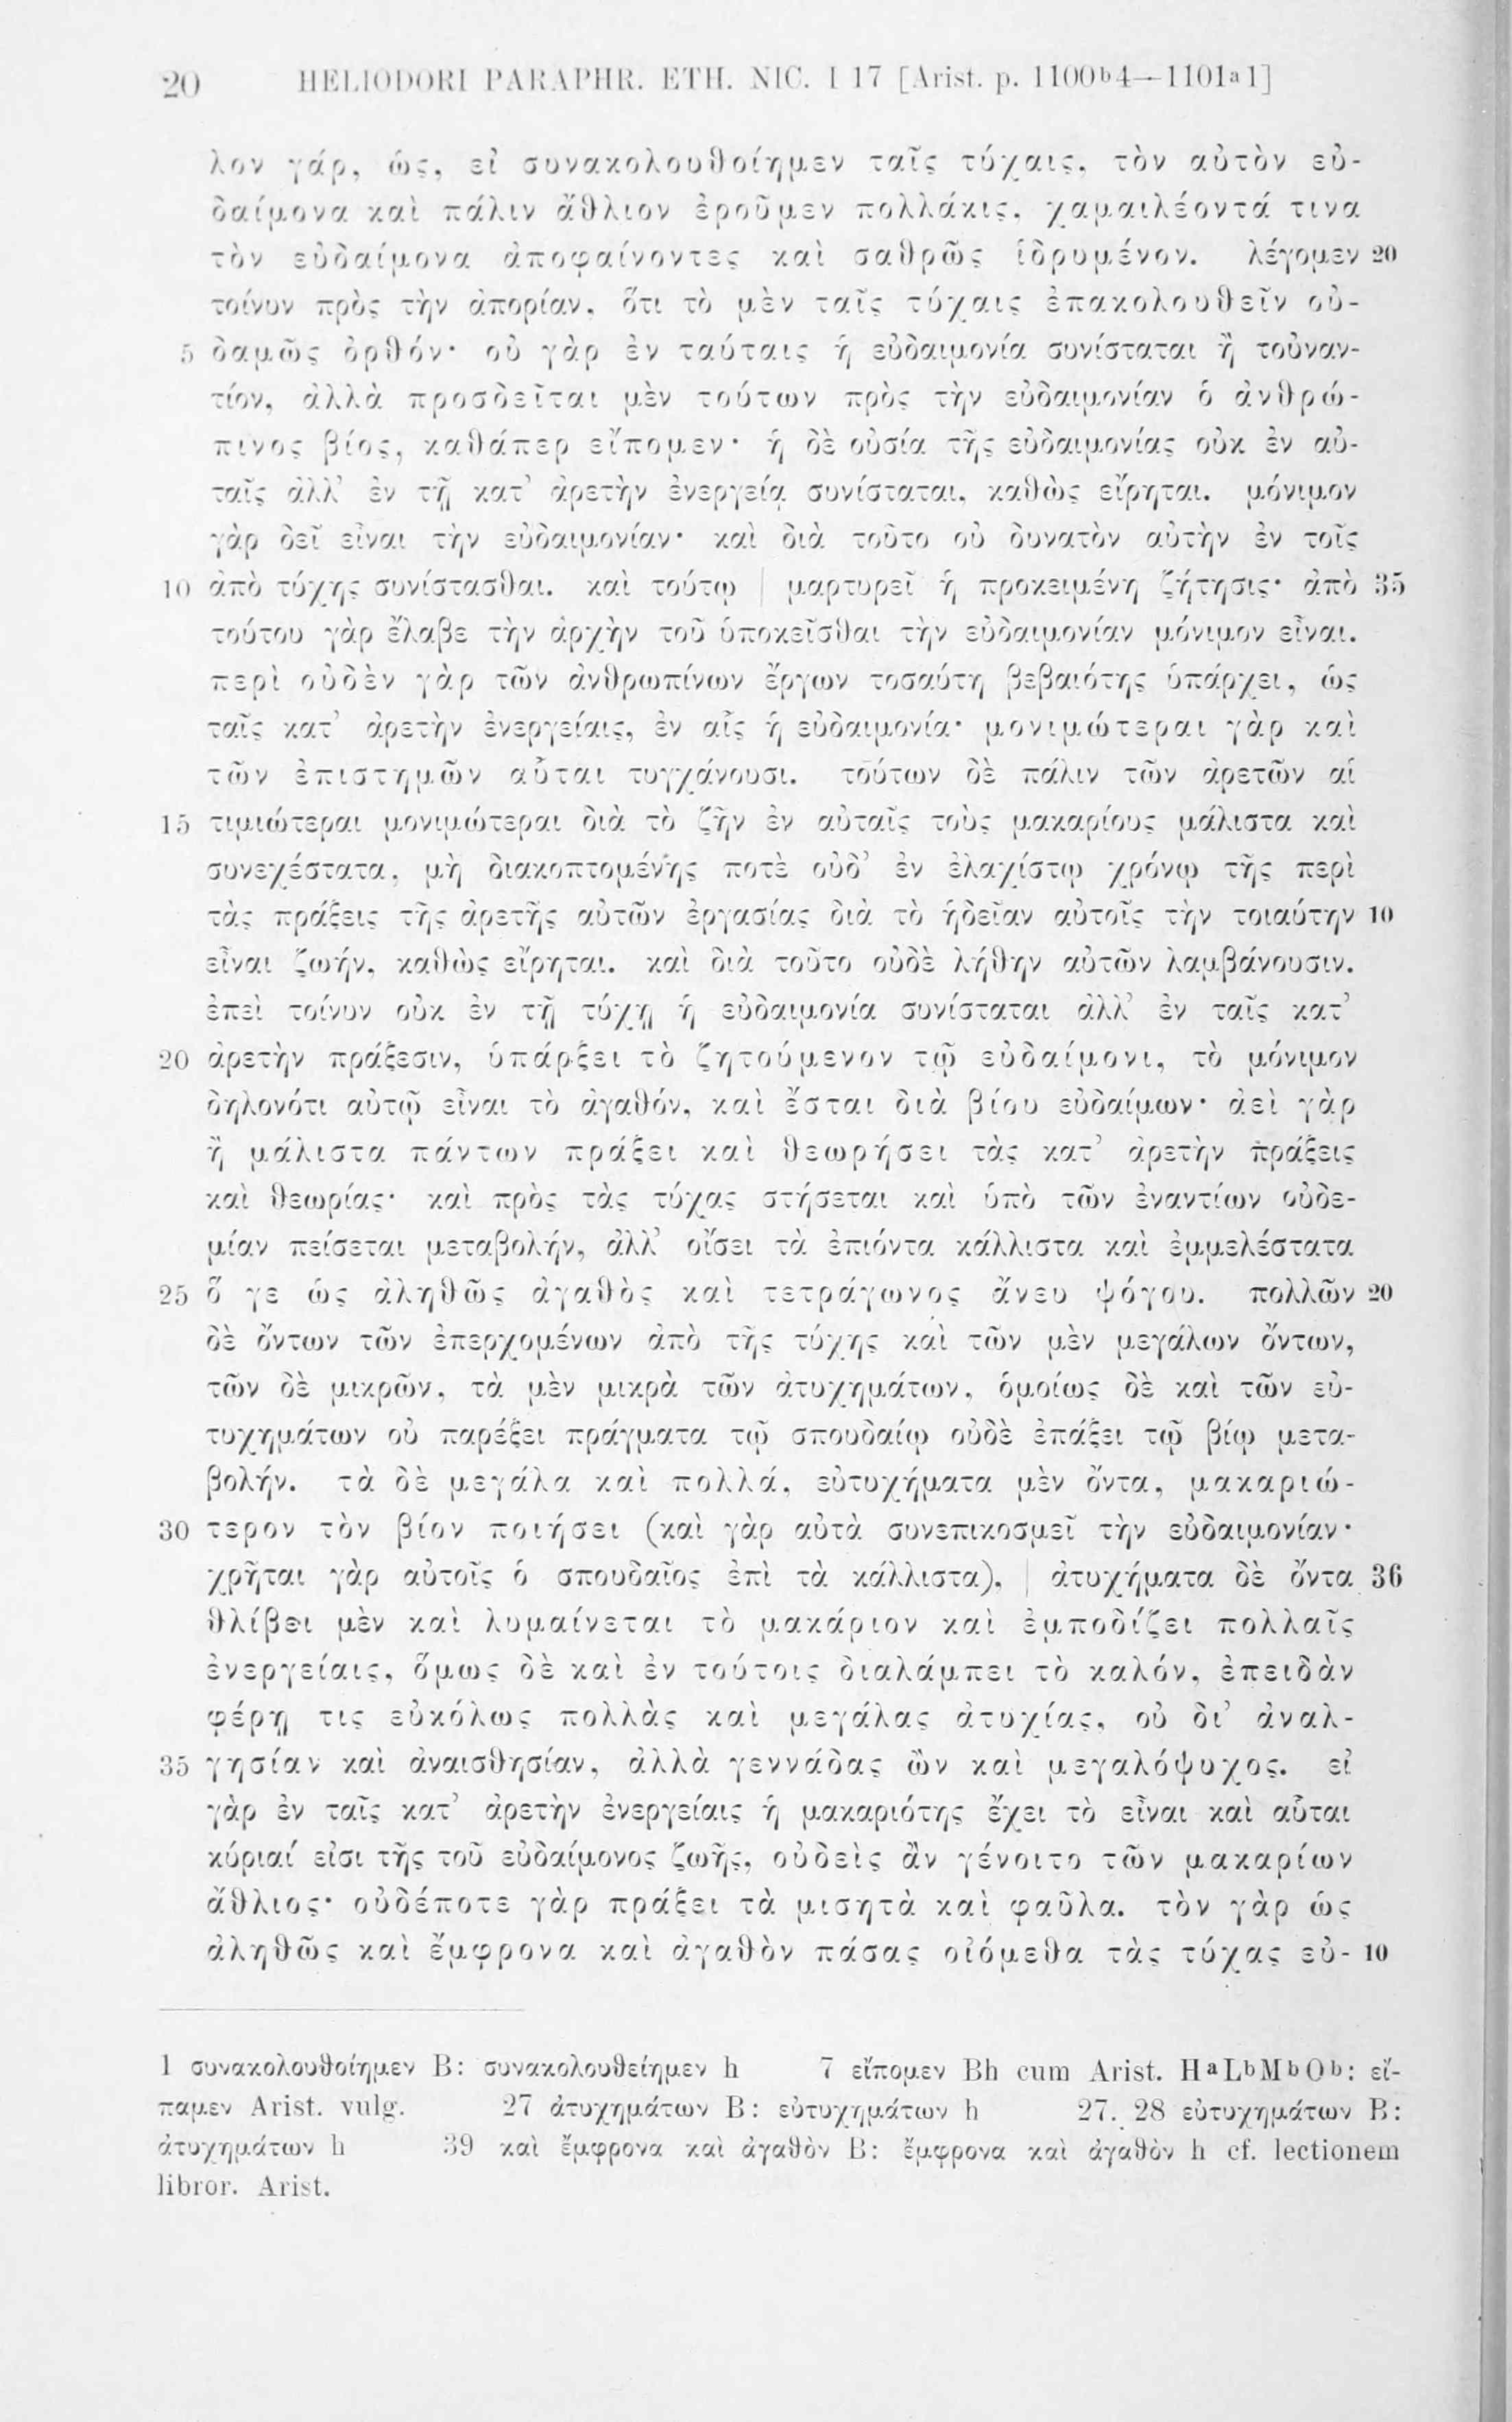 20 HELIODORI PARAPHR. ETH. NIC. I 17 [Arist. p. 1100b4—1101a1]
λον γάρ, ὡς, εἰ συνακολουθοίημεν ταῖς τύχαις, τὸν αὐτὸν εὐ-
δαίμονα καὶ πάλιν ἄθλιον ἐροῦμεν πολλάκις, χαμαιλέοντά τινα
τὸν εὐδαίμονα ἀποφαίνοντες καὶ σαθρῶς ἱδρυμένον. λέγομεν 20
τοίνυν πρὸς τὴν ἀπορίαν, ὅτι τὸ μὲν ταῖς τύχαις ἐπακολουθεῖν οὐ-
5 δαμῶς ὀρθόν· οὐ γὰρ ἐν ταύταις ἡ εὐδαιμονία συνίσταται ἢ τοὐναν-
τίον, ἀλλὰ προσδεῖται μὲν τούτων πρὸς τὴν εὐδαιμονίαν ὁ ἀνθρώ-
πινος βίος, καθάπερ εἴπομεν· ἡ δὲ οὐσία τῆς εὐδαιμονίας οὐκ ἐν αὐ-
ταῖς ἀλλ’ ἐν τῇ κατ’ ἀρετὴν ἐνεργείᾳ συνίσταται, καθὼς εἴρηται. μόνιμον
γὰρ δεῖ εἶναι τὴν εὐδαιμονίαν· καὶ διὰ τοῦτο οὐ δυνατὸν αὐτὴν ἐν τοῖς
10 ἀπὸ τύχης συνίστασθαι. καὶ τούτῳ | μαρτυρεῖ ἡ προκειμένη ζήτησις· ἀπὸ 35
τούτου γὰρ ἔλαβε τὴν ἀρχὴν τοῦ ὑποκεῖσθαι τὴν εὐδαιμονίαν μόνιμον εἶναι.
περὶ οὐδὲν γὰρ τῶν ἀνθρωπίνων ἔργων τοσαύτη βεβαιότης ὑπάρχει, ὡς
ταῖς κατ’ ἀρετὴν ἐνεργείαις, ἐν αἷς ἡ εὐδαιμονία· μονιμώτεραι γὰρ καὶ
τῶν ἐπιστημῶν αὗται τυγχάνουσι. τούτων δὲ πάλιν τῶν ἀρετῶν αἱ
15 τιμιώτεραι μονιμώτεραι διὰ τὸ ζῆν ἐν αὐταῖς τοὺς μακαρίους μάλιστα καὶ
συνεχέστατα, μὴ διακοπτομένης ποτὲ οὐδ’ ἐν ἐλαχίστῳ χρόνῳ τῆς περὶ
τὰς πράξεις τῆς ἀρετῆς αὐτῶν ἐργασίας διὰ τὸ ἡδεῖαν αὐτοῖς τὴν τοιαύτην 10
εἶναι ζωήν, καθὼς εἴρηται. καὶ διὰ τοῦτο οὐδὲ λήθην αὐτῶν λαμβάνουσιν.
ἐπεὶ τοίνυν οὐκ ἐν τῇ τύχῃ ἡ εὐδαιμονία συνίσταται ἀλλ’ ἐν ταῖς κατ’
20 ἀρετὴν πράξεσιν, ὑπάρξει τὸ ζητούμενον τῷ εὐδαίμονι, τὸ μόνιμον
δηλονότι αὐτῷ εἶναι τὸ ἀγαθόν, καὶ ἔσται διὰ βίου εὐδαίμων· ἀεὶ γὰρ
ἢ μάλιστα πάντων πράξει καὶ θεωρήσει τὰς κατ’ ἀρετὴν πράξεις
καὶ θεωρίας· καὶ πρὸς τὰς τύχας στήσεται καὶ ὑπὸ τῶν ἐναντίων οὐδε-
μίαν πείσεται μεταβολήν, ἀλλ’ οἴσει τὰ ἐπιόντα κάλλιστα καὶ ἐμμελέστατα
25 ὅ γε ὡς ἀληθῶς ἀγαθὸς καὶ τετράγωνος ἄνευ ψόγου. πολλῶν 20
δὲ ὄντων τῶν ἐπερχομένων ἀπὸ τῆς τύχης καὶ τῶν μὲν μεγάλων ὄντων,
τῶν δὲ μικρῶν, τὰ μὲν μικρὰ τῶν ἀτυχημάτων, ὁμοίως δὲ καὶ τῶν εὐ-
τυχημάτων οὐ παρέξει πράγματα τῷ σπουδαίῳ οὐδὲ ἐπάξει τῷ βίῳ μετα-
βολήν. τὰ δὲ μεγάλα καὶ πολλά, εὐτυχήματα μὲν ὄντα, μακαριώ-
30 τερον τὸν βίον ποιήσει (καὶ γὰρ αὐτὰ συνεπικοσμεῖ τὴν εὐδαιμονίαν·
χρῆται γὰρ αὐτοῖς ὁ σπουδαῖος ἐπὶ τὰ κάλλιστα), | ἀτυχήματα δὲ ὄντα 36
θλίβει μὲν καὶ λυμαίνεται τὸ μακάριον καὶ ἐμποδίζει πολλαῖς
ἐνεργείαις, ὅμως δὲ καὶ ἐν τούτοις διαλάμπει τὸ καλόν, ἐπειδὰν
φέρῃ τις εὐκόλως πολλὰς καὶ μεγάλας ἀτυχίας, οὐ δι’ ἀναλ-
35 γησίαν καὶ ἀναισθησίαν, ἀλλὰ γεννάδας ὢν καὶ μεγαλόψυχος. εἰ
γὰρ ἐν ταῖς κατ’ ἀρετὴν ἐνεργείαις ἡ μακαριότης ἔχει τὸ εἶναι καὶ αὗται
κύριαί εἰσι τῆς τοῦ εὐδαίμονος ζωῆς, οὐδεὶς ἂν γένοιτο τῶν μακαρίων
ἄθλιος· οὐδέποτε γὰρ πράξει τὰ μισητὰ καὶ φαῦλα. τὸν γὰρ ὡς
ἀληθῶς καὶ ἔμφρονα καὶ ἀγαθὸν πάσας οἰόμεθα τὰς τύχας εὐ- 10
1 συνακολουθοίημεν B: συνακολουθείημεν h 7 εἴπομεν Bh cum Arist. HaLbMbOb: εἴ-
παμεν Arist. vulg. 27 ἀτυχημάτων B: εὐτυχημάτων h 27. 28 εὐτυχημάτων B:
ἀτυχημάτων h 39 καὶ ἔμφρονα καὶ ἀγαθὸν B: ἔμφρονα καὶ ἀγαθὸν h cf. lectionem
libror. Arist.